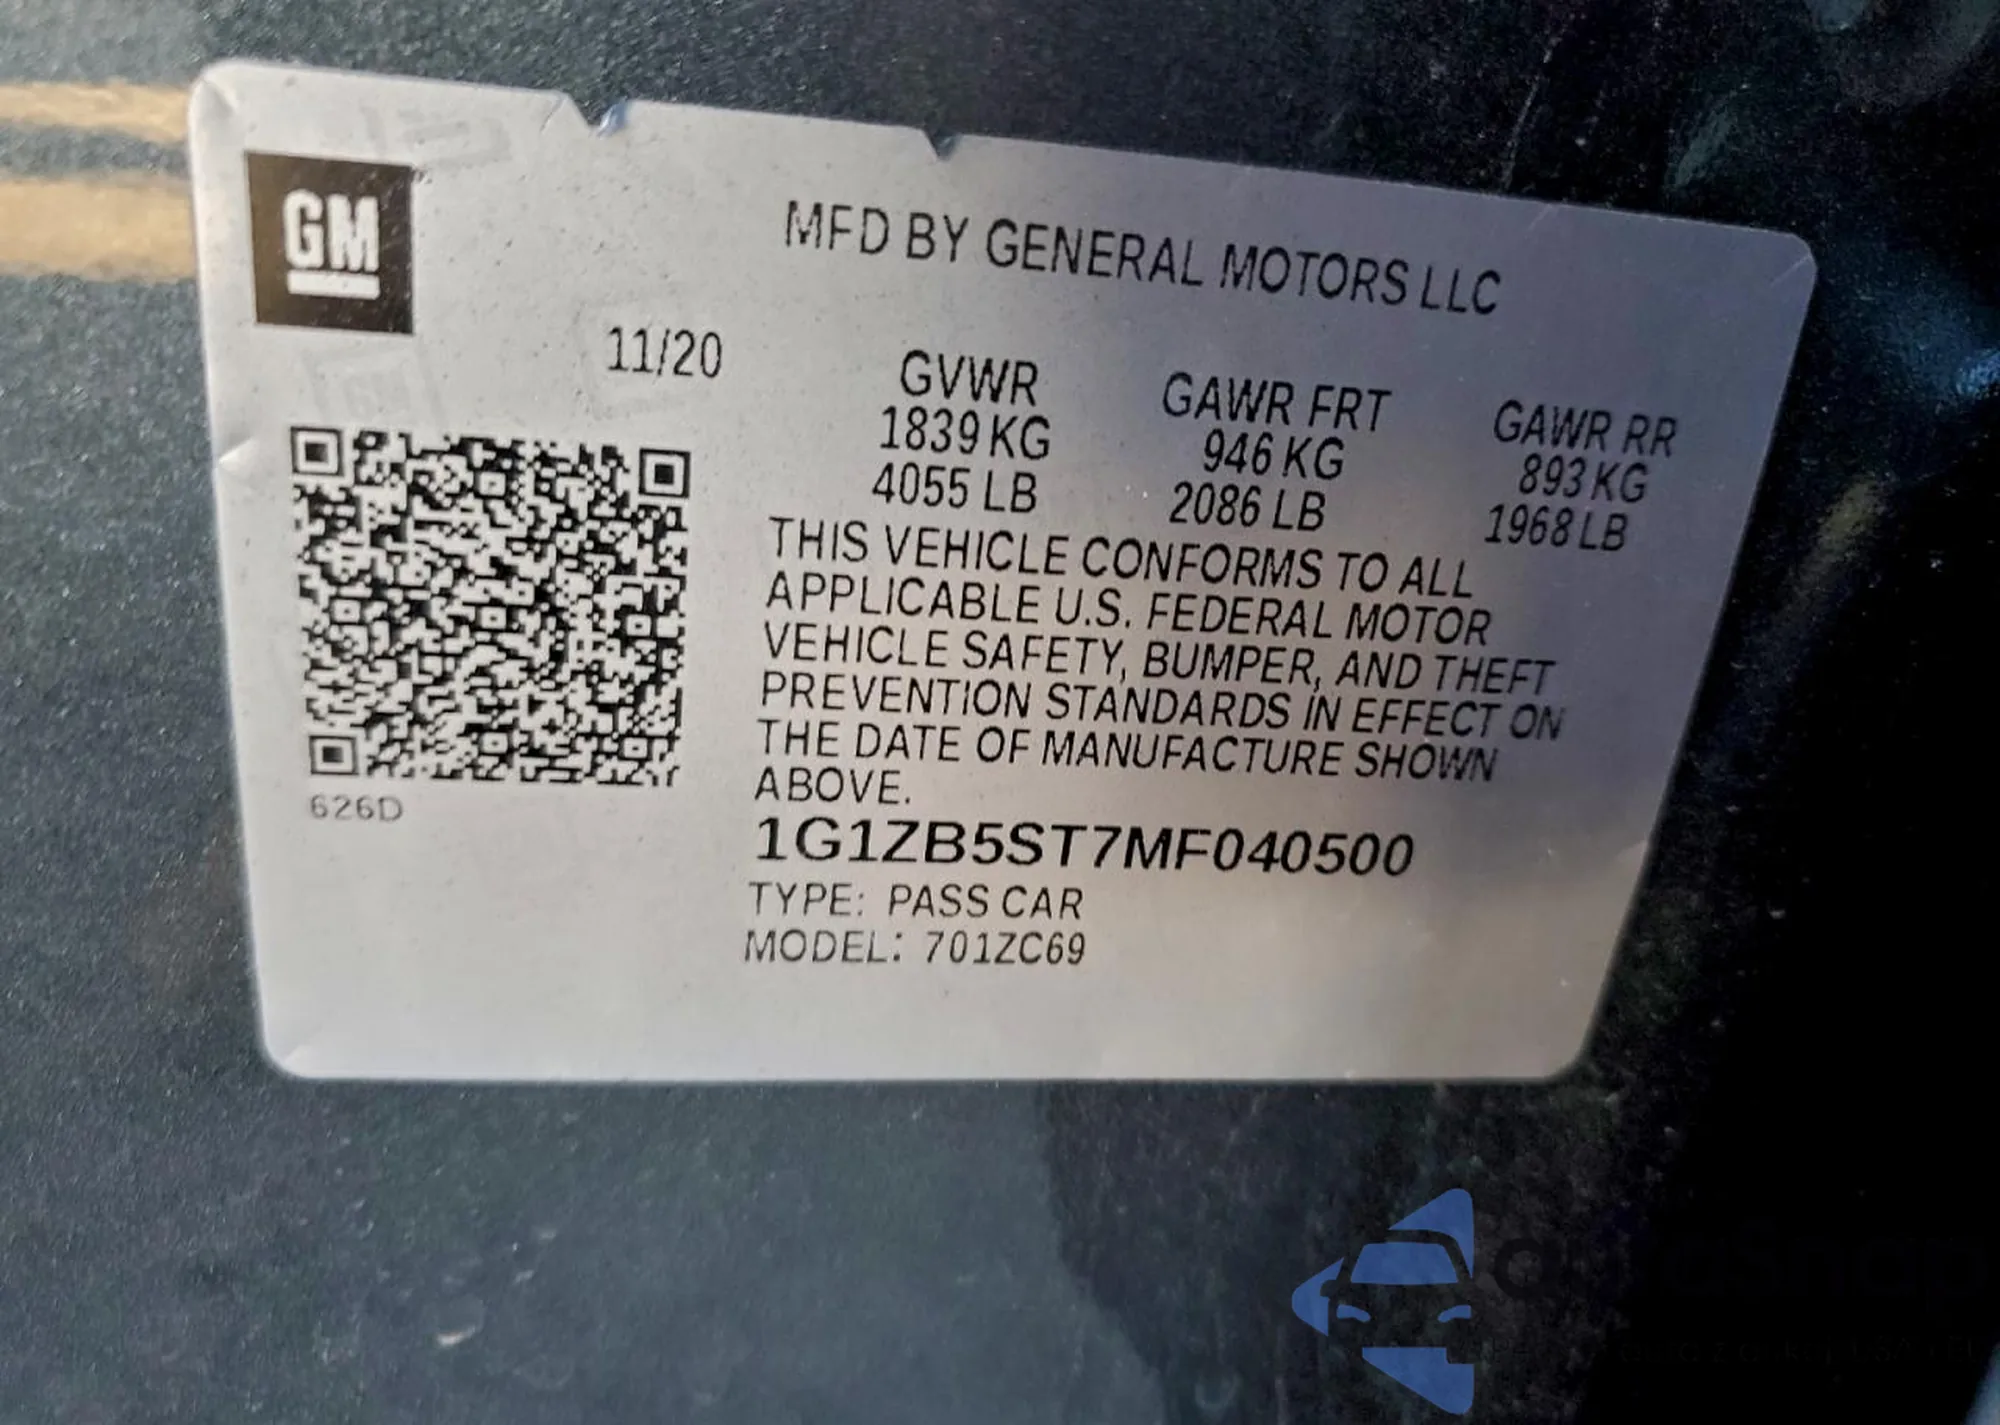 GM
MFD BY GENERAL MOTORS LLC
11/20
GVWR
1839 KG
4055 LB
GAWR FRT
946 KG
2086 LB
GAWR RR
893 KG
1968 LB
THIS VEHICLE CONFORMS TO ALL
APPLICABLE U.S. FEDERAL MOTOR
VEHICLE SAFETY, BUMPER, AND THEFT
PREVENTION STANDARDS IN EFFECT ON
THE DATE OF MANUFACTURE SHOWN
ABOVE.
626D
1G1ZB5ST7MF040500
TYPE: PASS CAR
MODEL: 701ZC69